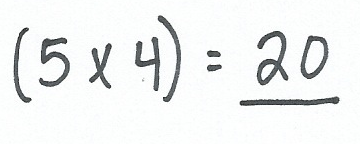 (5 x 4) = 20